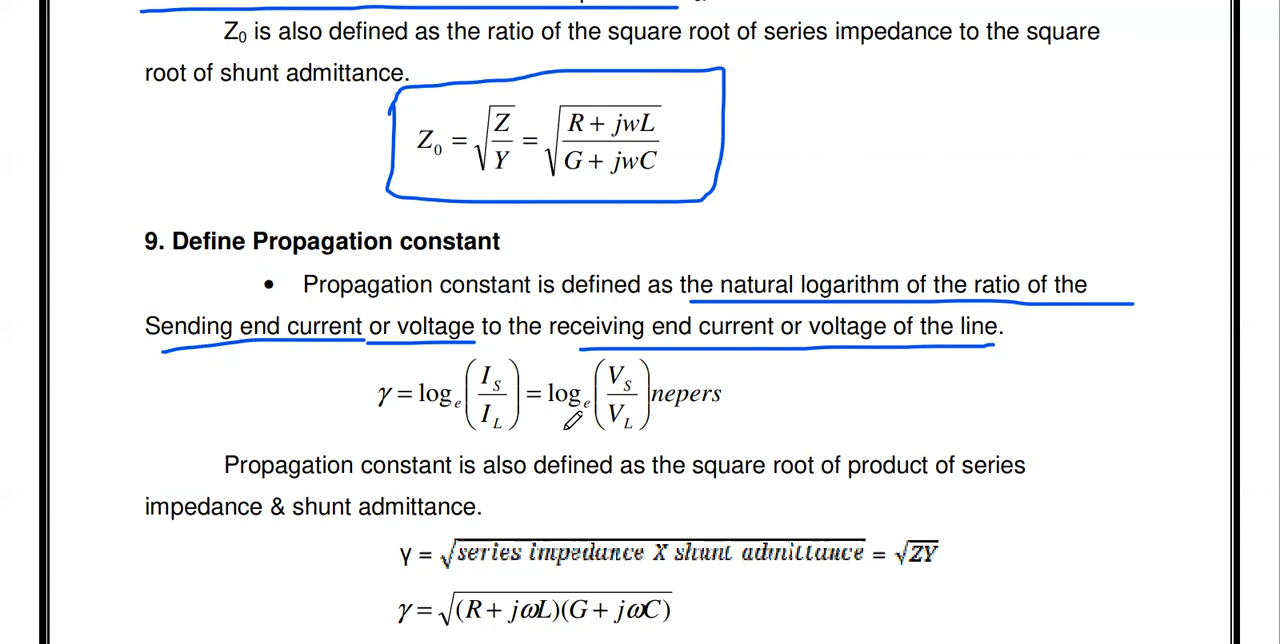 Z₀ is also defined as the ratio of the square root of series impedance to the square
root of shunt admittance.
Z₀ = √(Z/Y) = √((R + jwL)/(G + jwC))
9. Define Propagation constant
• Propagation constant is defined as the natural logarithm of the ratio of the
Sending end current or voltage to the receiving end current or voltage of the line.
γ = logₑ(I_S/I_L) = logₑ(V_S/V_L) nepers
Propagation constant is also defined as the square root of product of series
impedance & shunt admittance.
γ = √(series impedance X shunt admittance) = √ZY
γ = √((R + jωL)(G + jωC))